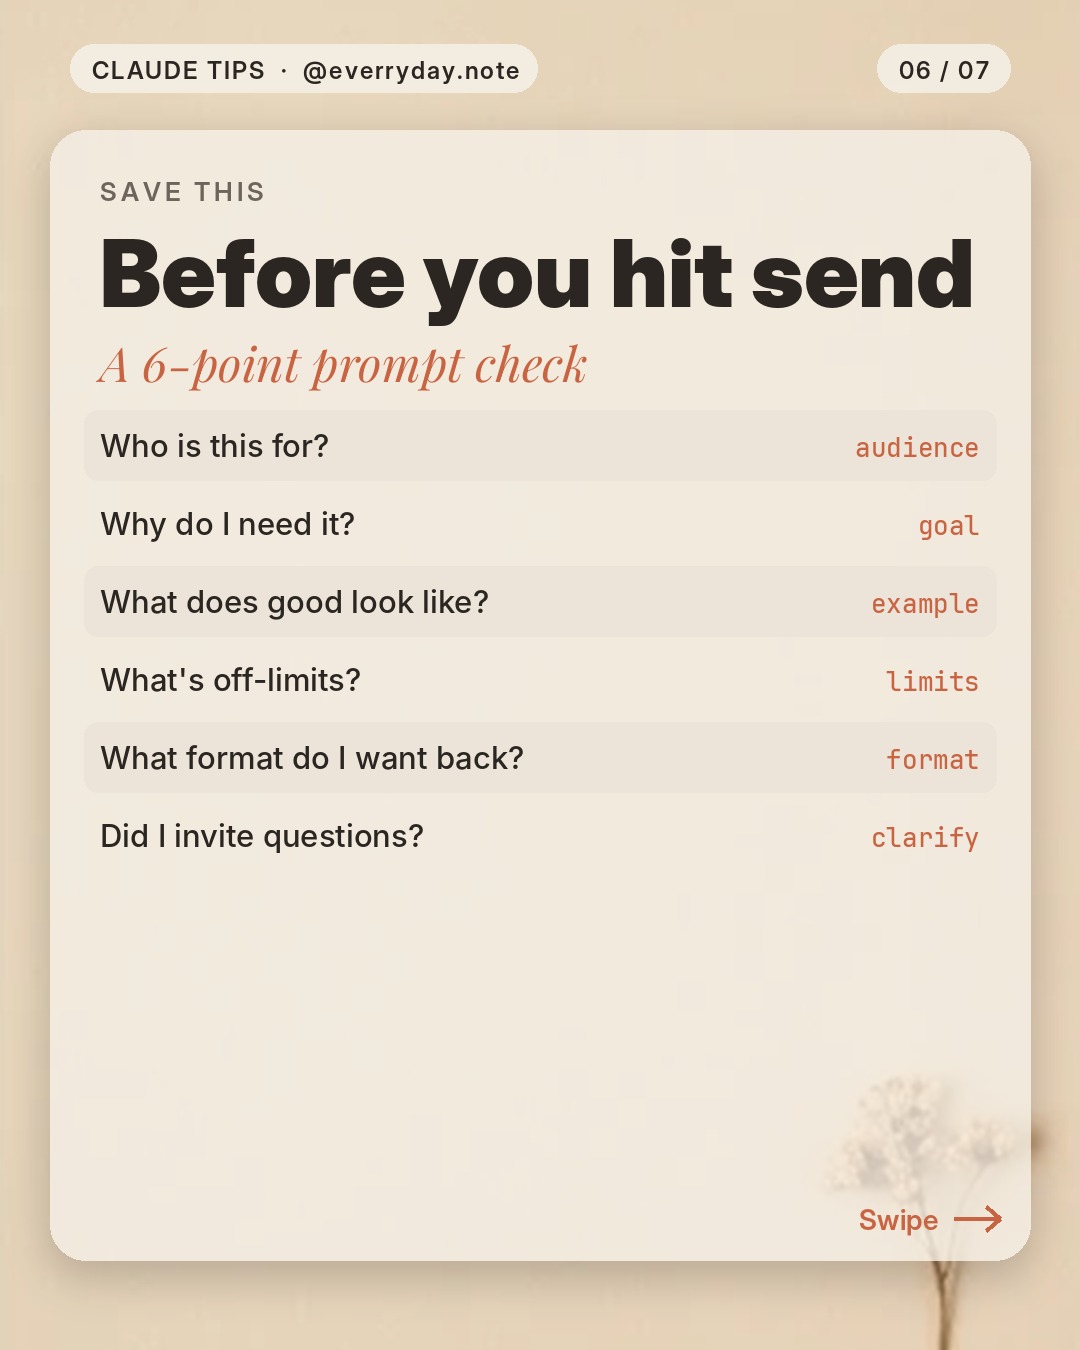 CLAUDE TIPS · @everryday.note
06 / 07
SAVE THIS
Before you hit send
A 6-point prompt check
Who is this for? audience
Why do I need it? goal
What does good look like? example
What's off-limits? limits
What format do I want back? format
Did I invite questions? clarify
Swipe →